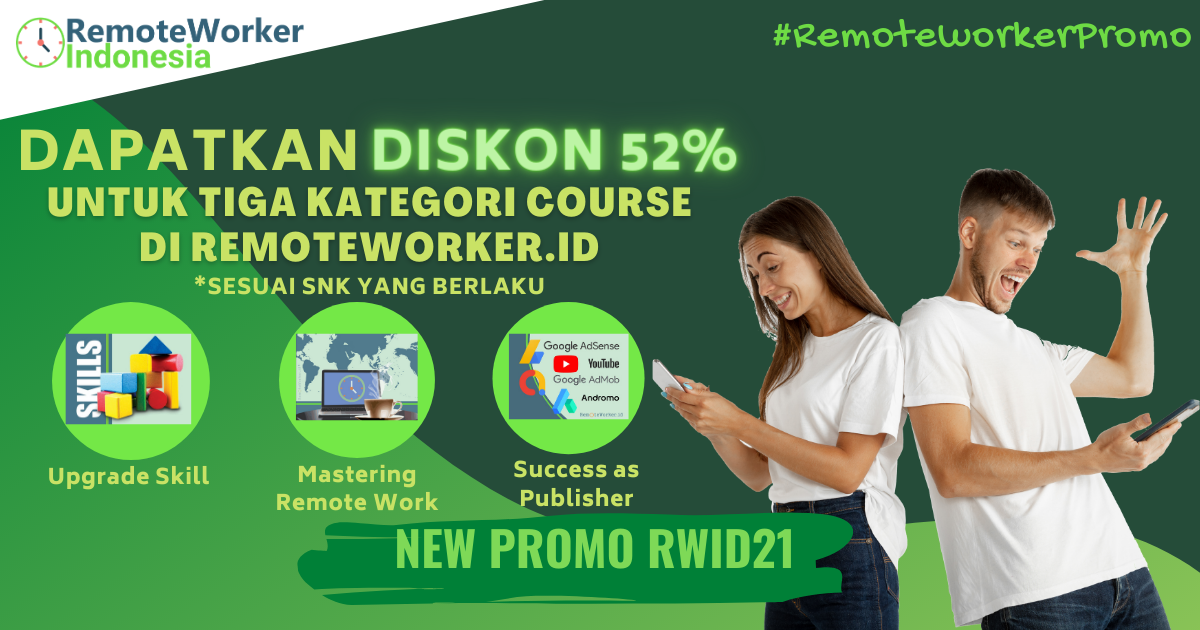 RemoteWorker
Indonesia
#RemoteworkerPromo
DAPATKAN DISKON 52%
UNTUK TIGA KATEGORI COURSE
DI REMOTEWORKER.ID
*SESUAI SNK YANG BERLAKU
SKILLS
Google AdSense
YouTube
Google AdMob
Andromo
Upgrade Skill
Mastering
Remote Work
Success as
Publisher
NEW PROMO RWID21